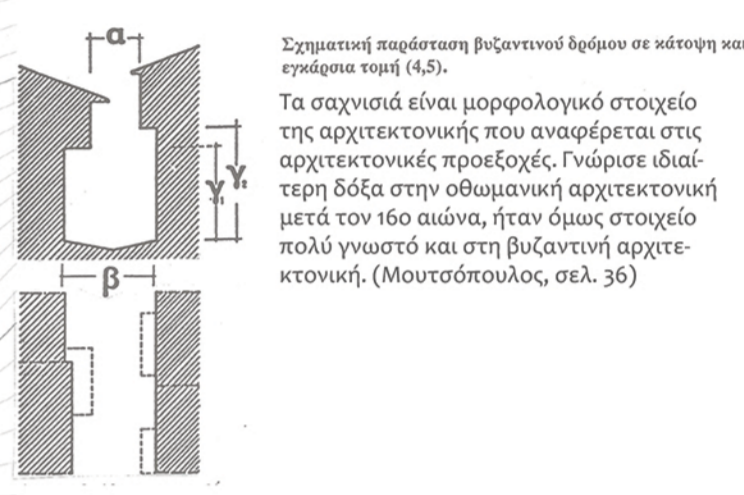 α
Σχηματική παράσταση βυζαντινού δρόμου σε κάτοψη και
εγκάρσια τομή (4,5).
Τα σαχνισιά είναι μορφολογικό στοιχείο
της αρχιτεκτονικής που αναφέρεται στις
αρχιτεκτονικές προεξοχές. Γνώρισε ιδιαί-
τερη δόξα στην οθωμανική αρχιτεκτονική
μετά τον 16ο αιώνα, ήταν όμως στοιχείο
πολύ γνωστό και στη βυζαντινή αρχιτε-
κτονική. (Μουτσόπουλος, σελ. 36)
γ₁
γ₂
β